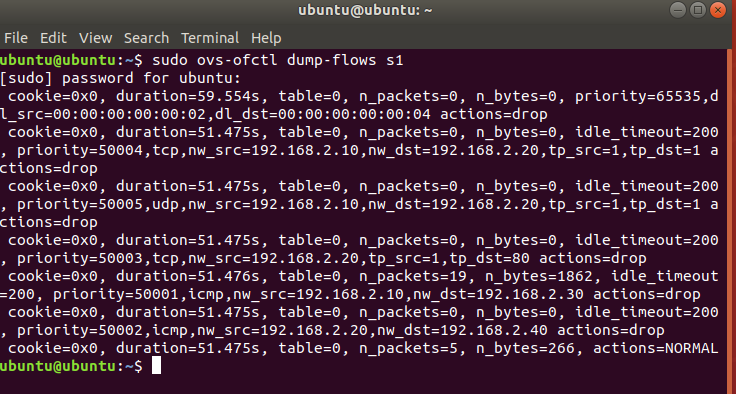 ubuntu@ubuntu: ~
File Edit View Search Terminal Help
ubuntu@ubuntu:~$ sudo ovs-ofctl dump-flows s1
[sudo] password for ubuntu:
 cookie=0x0, duration=59.554s, table=0, n_packets=0, n_bytes=0, priority=65535,d
l_src=00:00:00:00:00:02,dl_dst=00:00:00:00:00:04 actions=drop
 cookie=0x0, duration=51.475s, table=0, n_packets=0, n_bytes=0, idle_timeout=200
, priority=50004,tcp,nw_src=192.168.2.10,nw_dst=192.168.2.20,tp_src=1,tp_dst=1 a
ctions=drop
 cookie=0x0, duration=51.475s, table=0, n_packets=0, n_bytes=0, idle_timeout=200
, priority=50005,udp,nw_src=192.168.2.10,nw_dst=192.168.2.20,tp_src=1,tp_dst=1 a
ctions=drop
 cookie=0x0, duration=51.475s, table=0, n_packets=0, n_bytes=0, idle_timeout=200
, priority=50003,tcp,nw_src=192.168.2.20,tp_src=1,tp_dst=80 actions=drop
 cookie=0x0, duration=51.476s, table=0, n_packets=19, n_bytes=1862, idle_timeout
=200, priority=50001,icmp,nw_src=192.168.2.10,nw_dst=192.168.2.30 actions=drop
 cookie=0x0, duration=51.475s, table=0, n_packets=0, n_bytes=0, idle_timeout=200
, priority=50002,icmp,nw_src=192.168.2.20,nw_dst=192.168.2.40 actions=drop
 cookie=0x0, duration=51.475s, table=0, n_packets=5, n_bytes=266, actions=NORMAL
ubuntu@ubuntu:~$